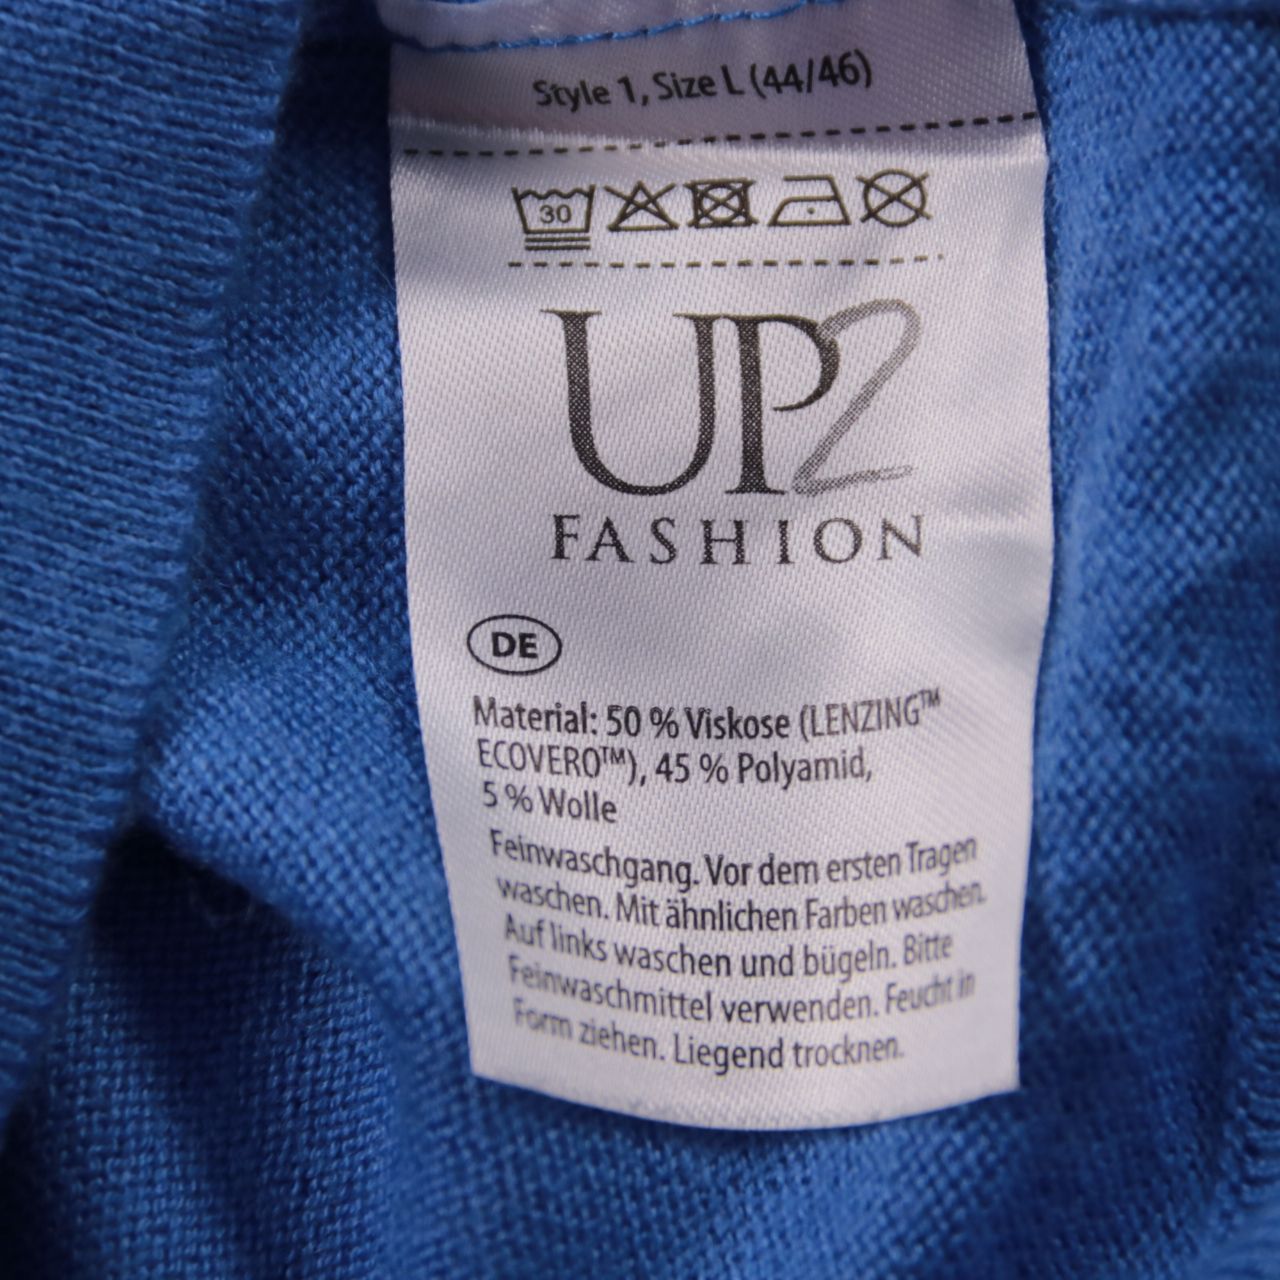 Style 1, Size L (44/46)
30
UP2
FASHION
DE
Material: 50 % Viskose (LENZING™
ECOVERO™), 45 % Polyamid,
5 % Wolle
Feinwaschgang. Vor dem ersten Tragen
waschen. Mit ähnlichen Farben waschen.
Auf links waschen und bügeln. Bitte
Feinwaschmittel verwenden. Feucht in
Form ziehen. Liegend trocknen.